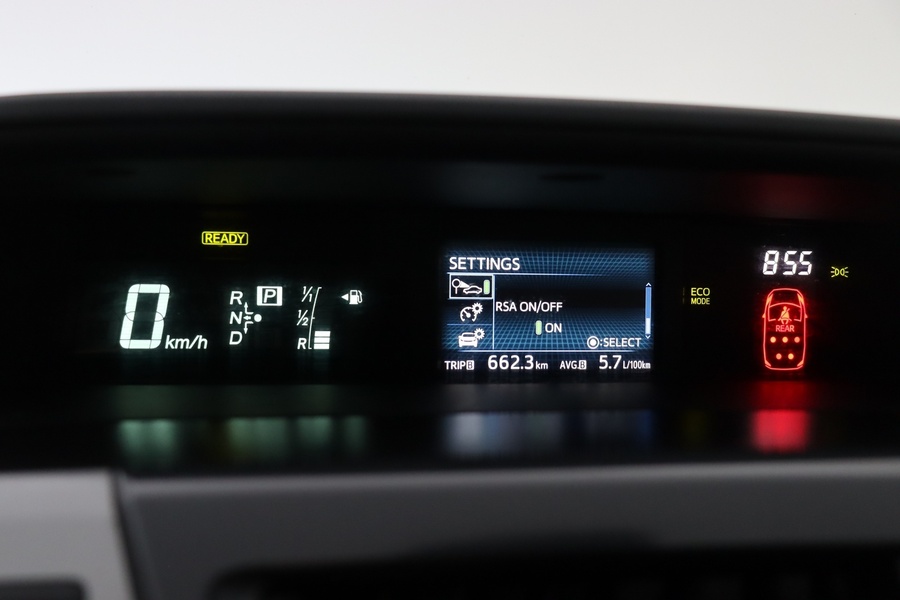 READY
0 km/h
R
N
D
P
1/1
1/2
R
SETTINGS
RSA ON/OFF
ON
:SELECT
TRIP B 662.3 km AVG. B 5.7 L/100km
ECO
MODE
8:55
REAR